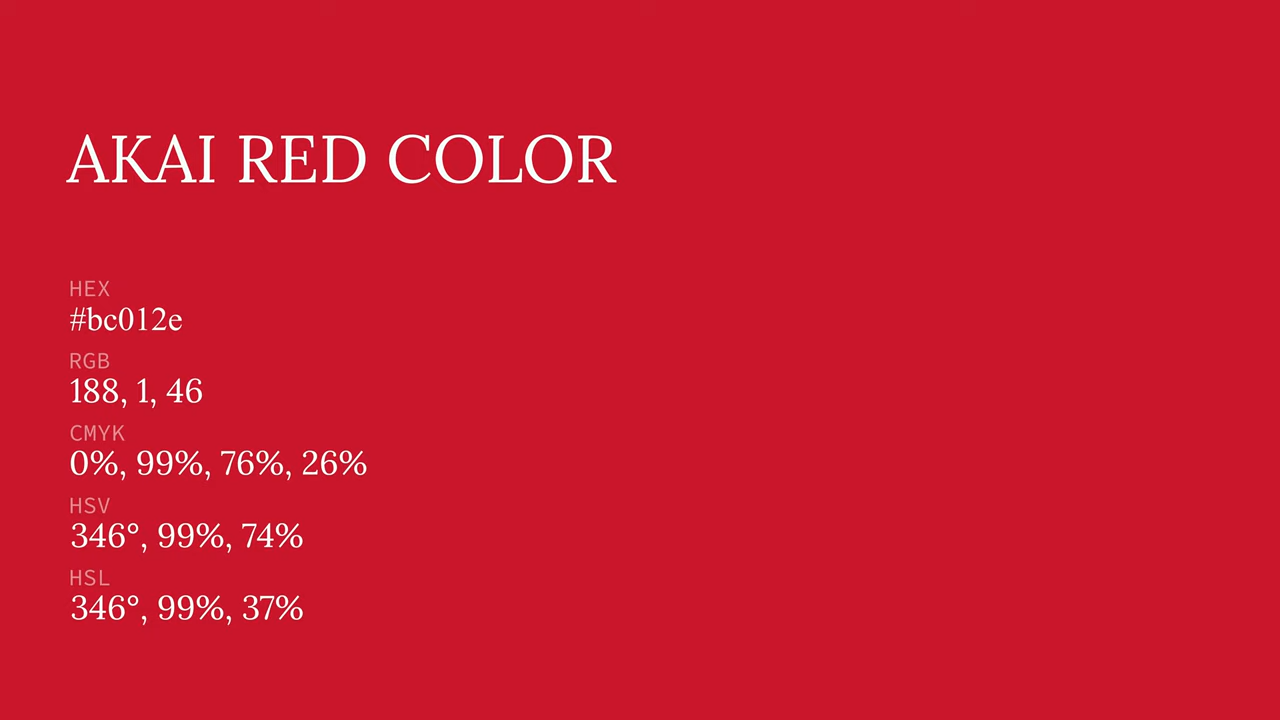 AKAI RED COLOR
HEX
#bc012e
RGB
188, 1, 46
CMYK
0%, 99%, 76%, 26%
HSV
346°, 99%, 74%
HSL
346°, 99%, 37%